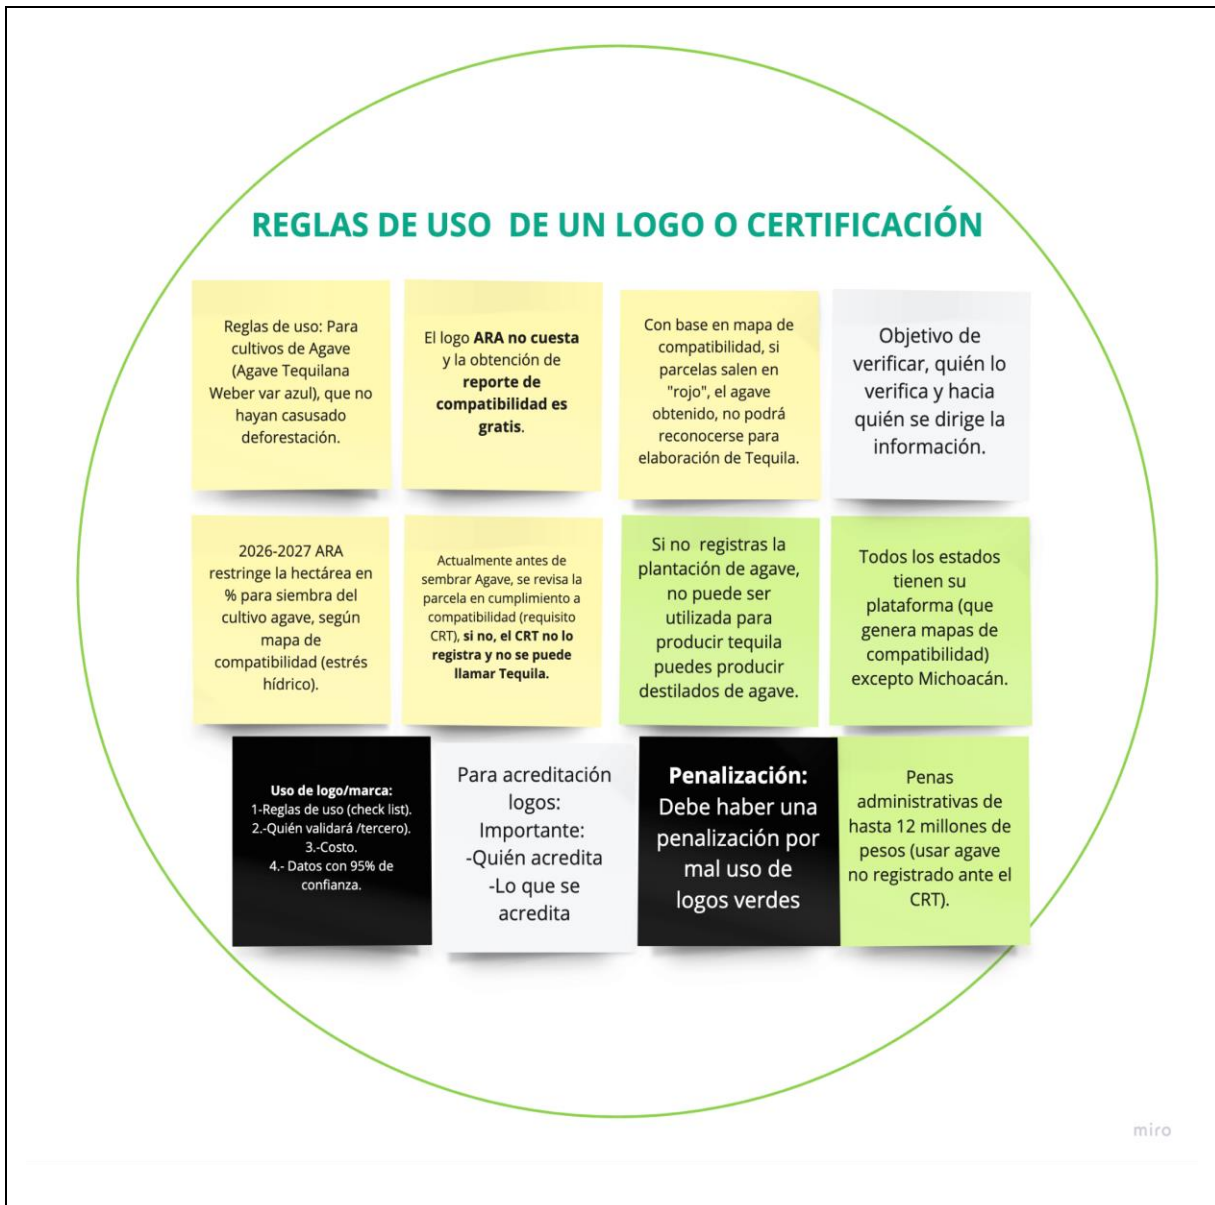 REGLAS DE USO DE UN LOGO O CERTIFICACIÓN
Reglas de uso: Para
cultivos de Agave
(Agave Tequilana
Weber var azul), que no
hayan casusado
deforestación.
El logo ARA no cuesta
y la obtención de
reporte de
compatibilidad es
gratis.
Con base en mapa de
compatibilidad, si
parcelas salen en
"rojo", el agave
obtenido, no podrá
reconocerse para
elaboración de Tequila.
Objetivo de
verificar, quién lo
verifica y hacia
quién se dirige la
información.
2026-2027 ARA
restringe la hectárea en
% para siembra del
cultivo agave, según
mapa de
compatibilidad (estrés
hídrico).
Actualmente antes de
sembrar Agave, se revisa la
parcela en cumplimiento a
compatibilidad (requisito
CRT), si no, el CRT no lo
registra y no se puede
llamar Tequila.
Si no registras la
plantación de agave,
no puede ser
utilizada para
producir tequila
puedes producir
destilados de agave.
Todos los estados
tienen su
plataforma (que
genera mapas de
compatibilidad)
excepto Michoacán.
Uso de logo/marca:
1-Reglas de uso (check list).
2.-Quién validará /tercero).
3.-Costo.
4.- Datos con 95% de
confianza.
Para acreditación
logos:
Importante:
-Quién acredita
-Lo que se
acredita
Penalización:
Debe haber una
penalización por
mal uso de
logos verdes
Penas
administrativas de
hasta 12 millones de
pesos (usar agave
no registrado ante el
CRT).
miro